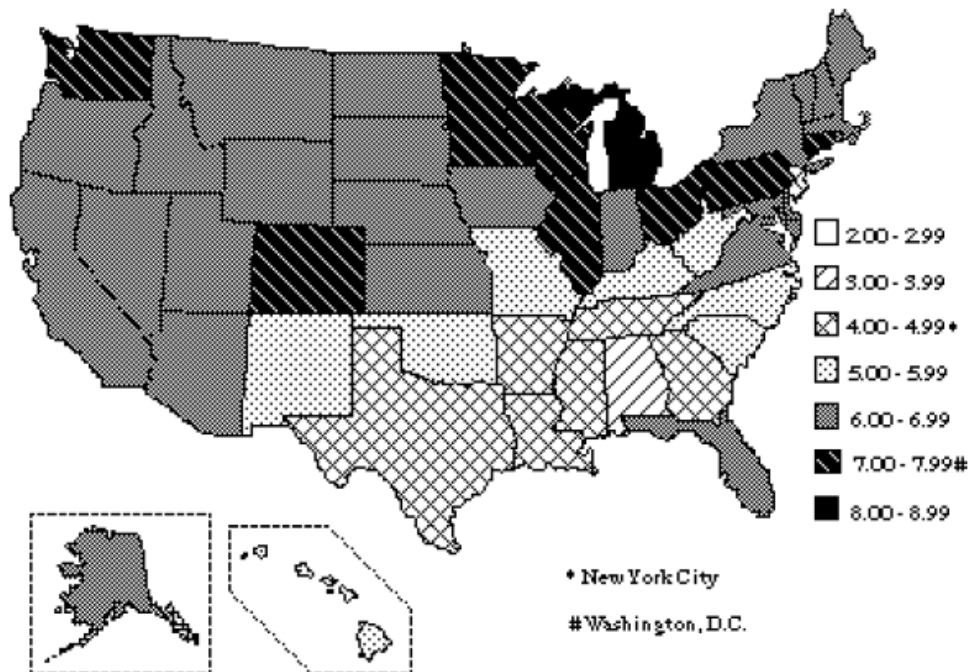 2.00 - 2.99
3.00 - 3.99
4.00 - 4.99*
5.00 - 5.99
6.00 - 6.99
7.00 - 7.99#
8.00 - 8.99
* New York City
# Washington, D.C.